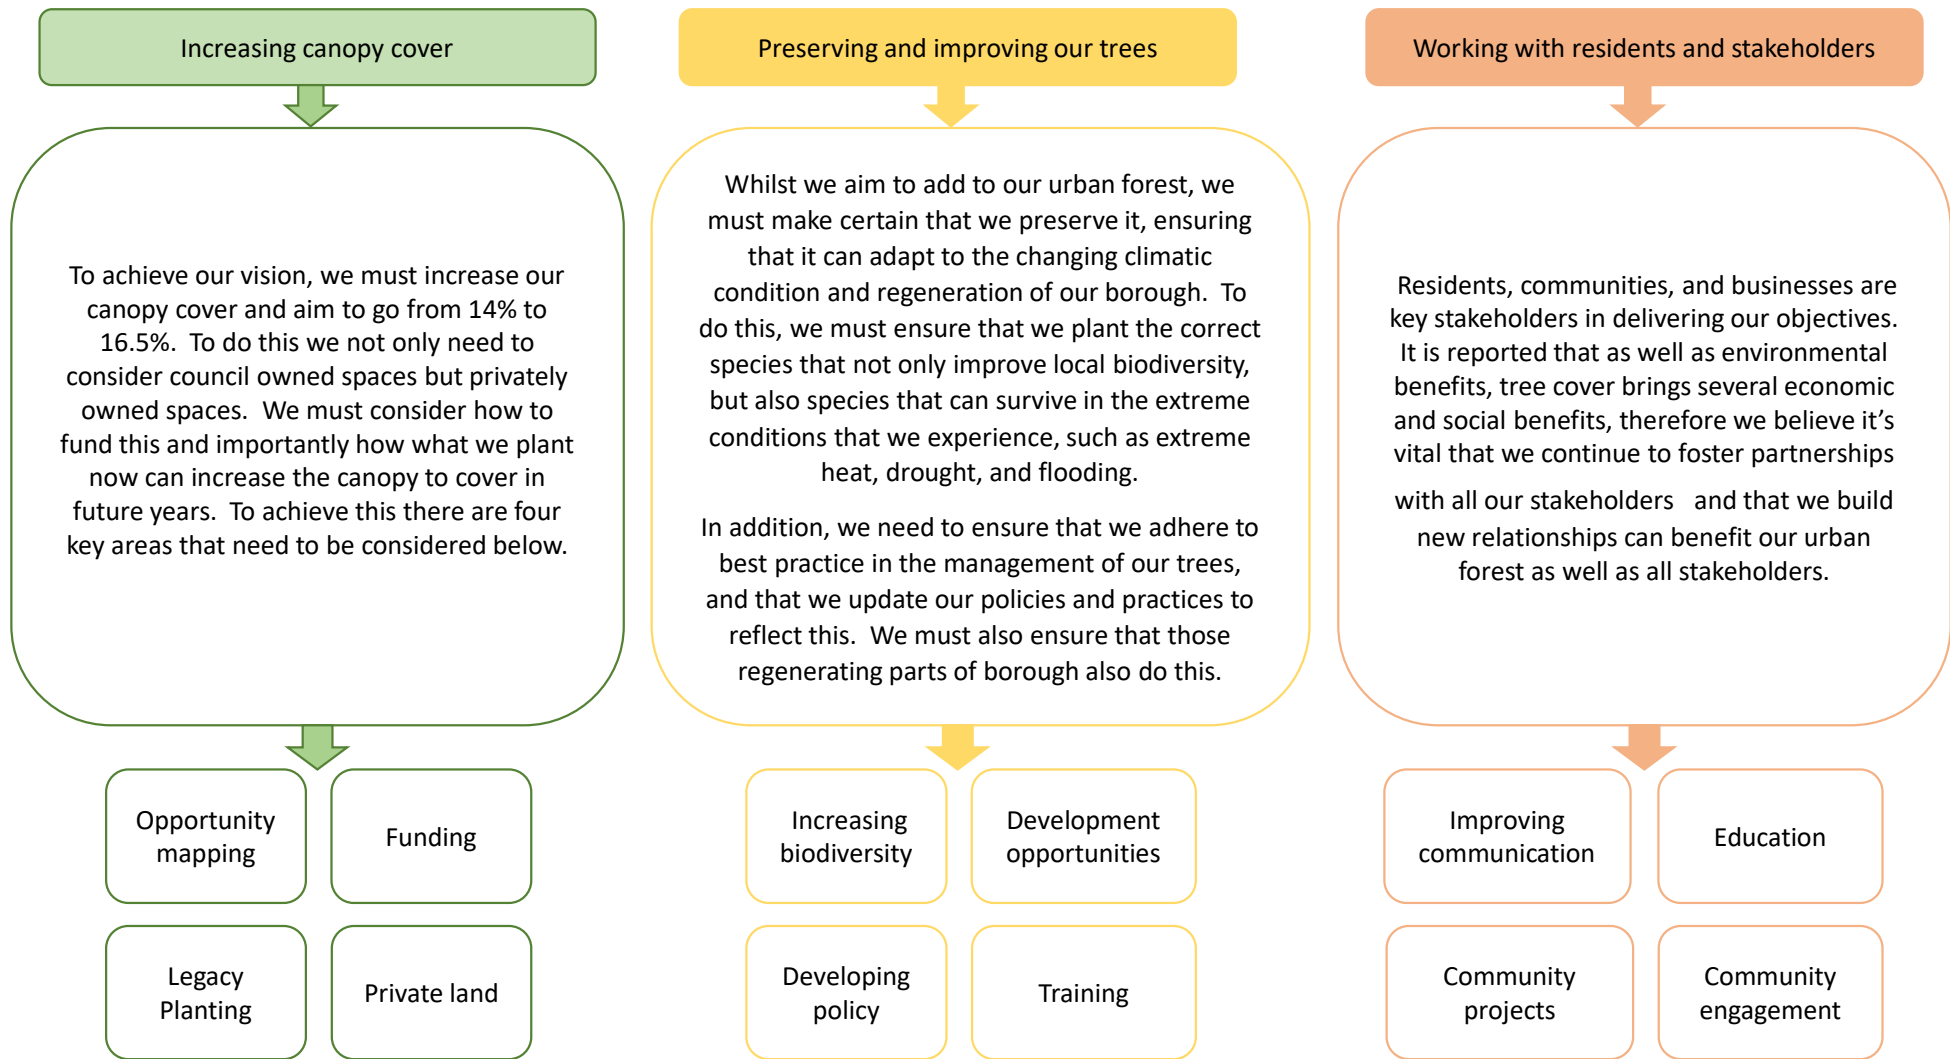 Increasing canopy cover
To achieve our vision, we must increase our
canopy cover and aim to go from 14% to
16.5%.  To do this we not only need to
consider council owned spaces but privately
owned spaces.  We must consider how to
fund this and importantly how what we plant
now can increase the canopy to cover in
future years.  To achieve this there are four
key areas that need to be considered below.
Opportunity
mapping
Funding
Legacy
Planting
Private land
Preserving and improving our trees
Whilst we aim to add to our urban forest, we
must make certain that we preserve it, ensuring
that it can adapt to the changing climatic
condition and regeneration of our borough.  To
do this, we must ensure that we plant the correct
species that not only improve local biodiversity,
but also species that can survive in the extreme
conditions that we experience, such as extreme
heat, drought, and flooding.
In addition, we need to ensure that we adhere to
best practice in the management of our trees,
and that we update our policies and practices to
reflect this.  We must also ensure that those
regenerating parts of borough also do this.
Increasing
biodiversity
Development
opportunities
Developing
policy
Training
Working with residents and stakeholders
Residents, communities, and businesses are
key stakeholders in delivering our objectives.
It is reported that as well as environmental
benefits, tree cover brings several economic
and social benefits, therefore we believe it’s
vital that we continue to foster partnerships
with all our stakeholders   and that we build
new relationships can benefit our urban
forest as well as all stakeholders.
Improving
communication
Education
Community
projects
Community
engagement